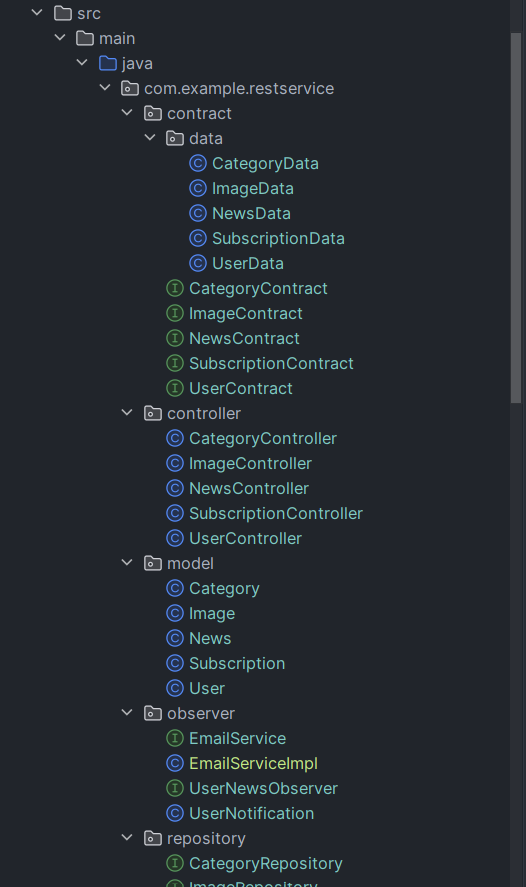 src
main
java
com.example.restservice
contract
data
CategoryData
ImageData
NewsData
SubscriptionData
UserData
CategoryContract
ImageContract
NewsContract
SubscriptionContract
UserContract
controller
CategoryController
ImageController
NewsController
SubscriptionController
UserController
model
Category
Image
News
Subscription
User
observer
EmailService
EmailServiceImpl
UserNewsObserver
UserNotification
repository
CategoryRepository
ImageRepository